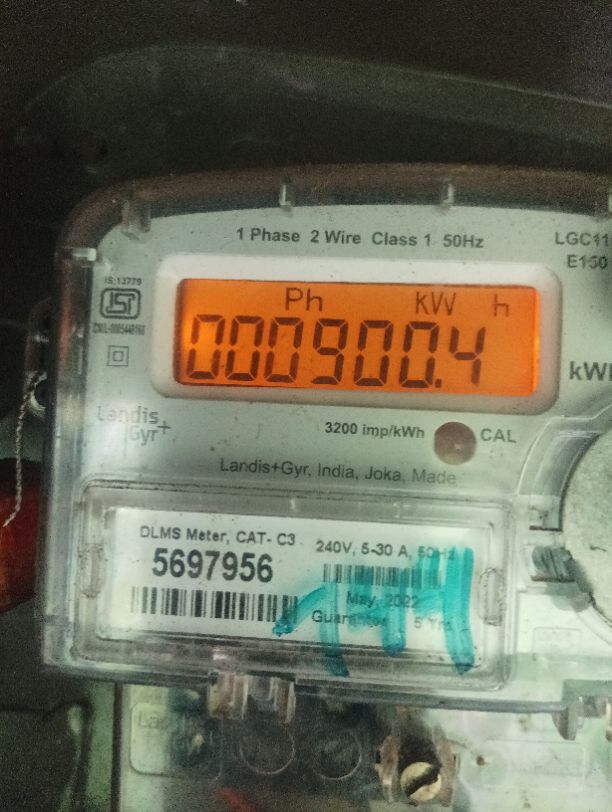 1 Phase 2 Wire Class 1 50Hz
LGC11
E150
IS:13779
ISI
Ph KW h
000900.4
kWh
Landis
Gyr+
3200 imp/kWh
CAL
Landis+Gyr, India, Joka, Made
DLMS Meter, CAT- C3
240V, 5-30 A, 50Hz
5697956
May, 2022
5 Yrs